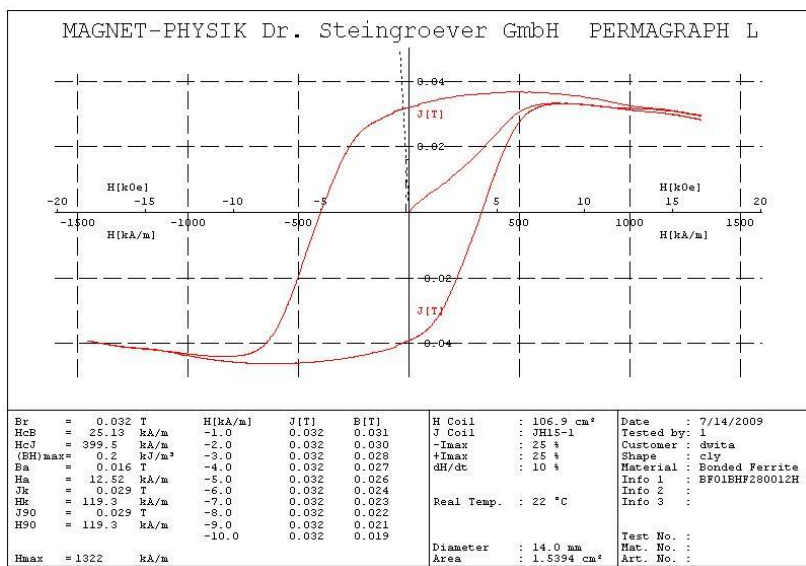 MAGNET-PHYSIK Dr. Steingroever GmbH PERMAGRAPH L
0.04
J[T]
0.02
H[kOe] H[kOe]
-20 -15 -10 -5 5 10 15 20
-1500 -1000 -500 500 1000 1500
H[kA/m] H[kA/m]
0.02
J[T]
0.04
Br = 0.032 T
HcB = 25.13 kA/m
HcJ = 399.5 kA/m
(BH)max= 0.2 kJ/m³
Ba = 0.016 T
Ha = 12.52 kA/m
Jk = 0.029 T
Hk = 119.3 kA/m
J90 = 0.029 T
H90 = 119.3 kA/m
Hmax =1322 kA/m
H[kA/m] J[T] B[T]
-1.0 0.032 0.031
-2.0 0.032 0.030
-3.0 0.032 0.028
-4.0 0.032 0.027
-5.0 0.032 0.026
-6.0 0.032 0.024
-7.0 0.032 0.023
-8.0 0.032 0.022
-9.0 0.032 0.021
-10.0 0.032 0.019
H Coil : 106.9 cm²
J Coil : JH15-1
-Imax : 25 %
+Imax : 25 %
dH/dt : 10 %
Real Temp. : 22 °C
Diameter : 14.0 mm
Area : 1.5394 cm²
Date : 7/14/2009
Tested by: 1
Customer : dwita
Shape : cly
Material : Bonded Ferrite
Info 1 : BF01BHF280012H
Info 2 :
Info 3 :
Test No. :
Mat. No. :
Art. No. :